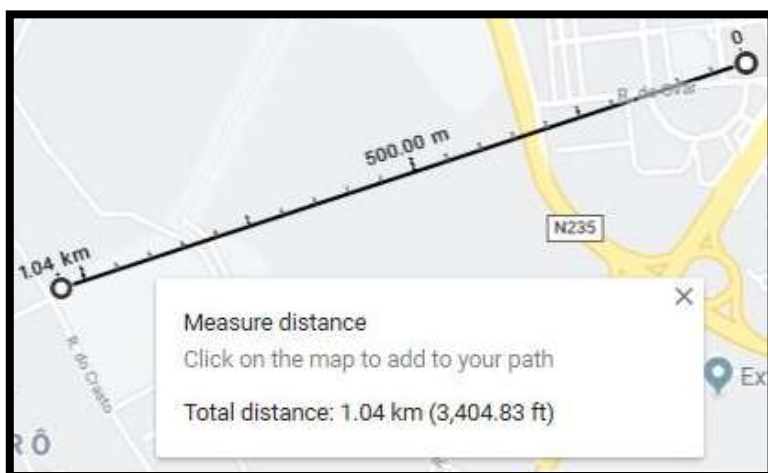 0
R. de Ovar
500.00 m
N235
1.04 km
Measure distance
Click on the map to add to your path
R. do Crasto
Total distance: 1.04 km (3,404.83 ft)
Ex
RÔ